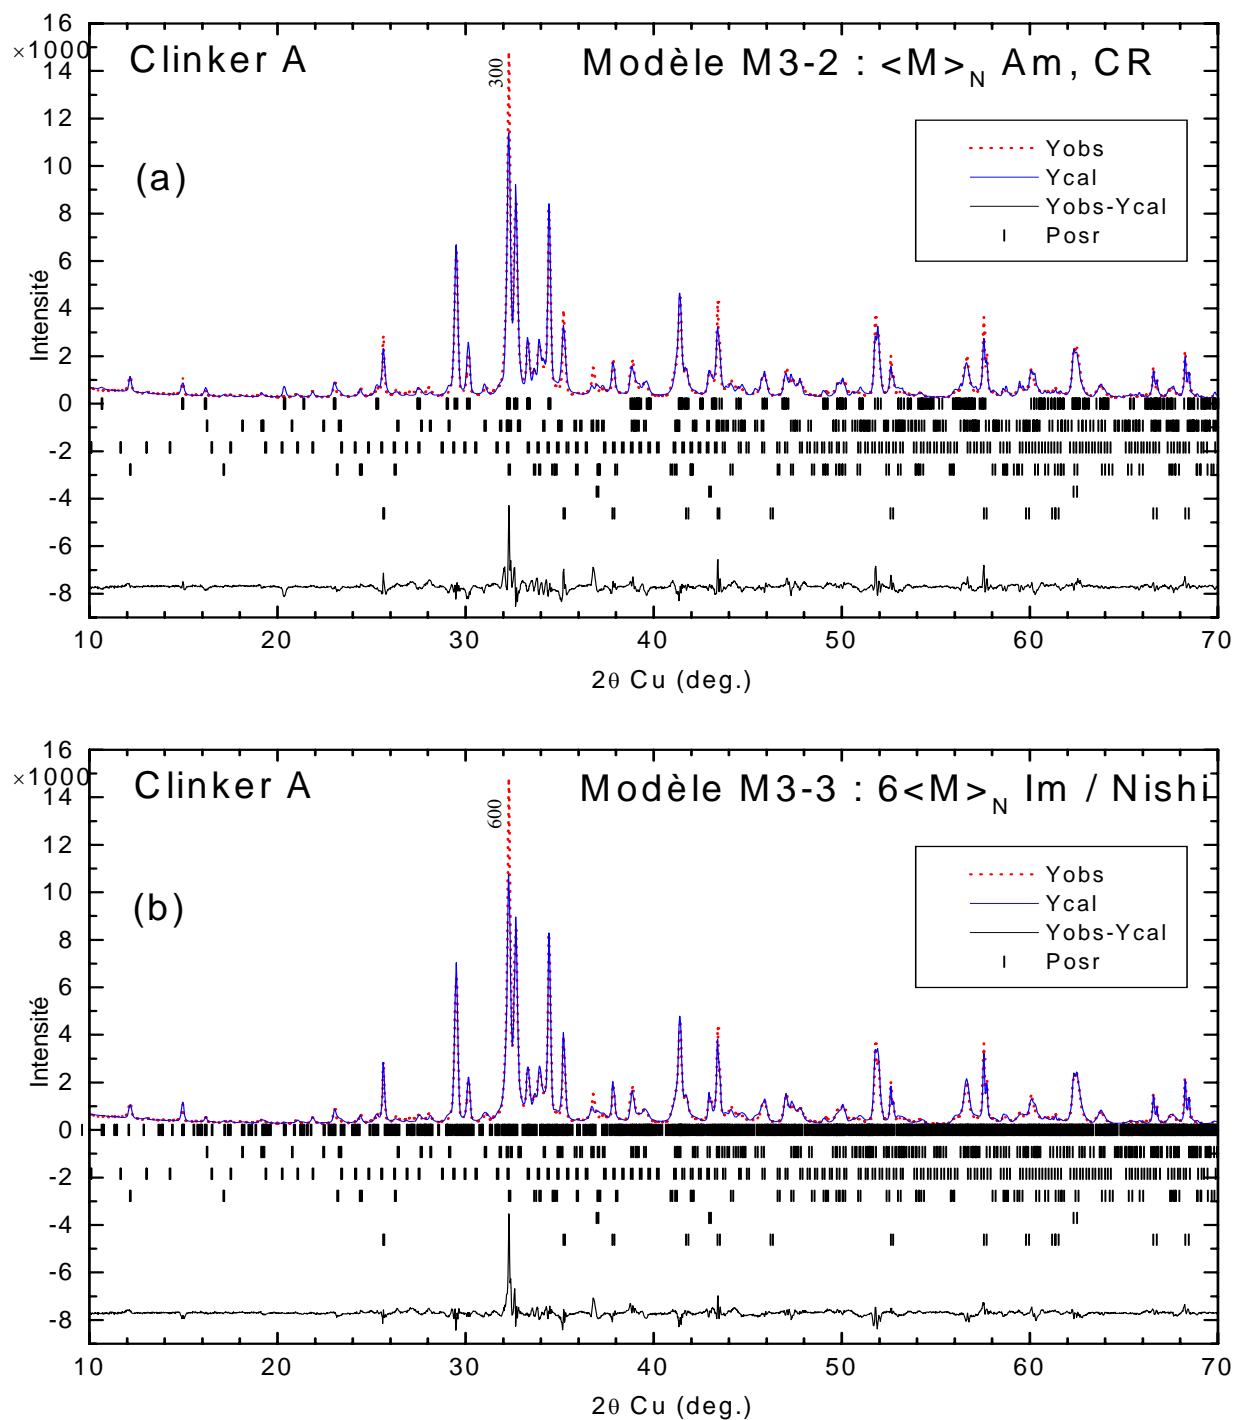 16
×1000
Clinker A
Modèle M3-2 : <M>N Am, CR
14
300
12
(a)
Yobs
Ycal
Yobs-Ycal
Posr
10
8
6
4
2
0
-2
-4
-6
-8
Intensité
10 20 30 40 50 60 70
2θ Cu (deg.)
16
×1000
Clinker A
Modèle M3-3 : 6<M>N Im / Nishi
14
600
12
(b)
Yobs
Ycal
Yobs-Ycal
Posr
10
8
6
4
2
0
-2
-4
-6
-8
Intensité
10 20 30 40 50 60 70
2θ Cu (deg.)